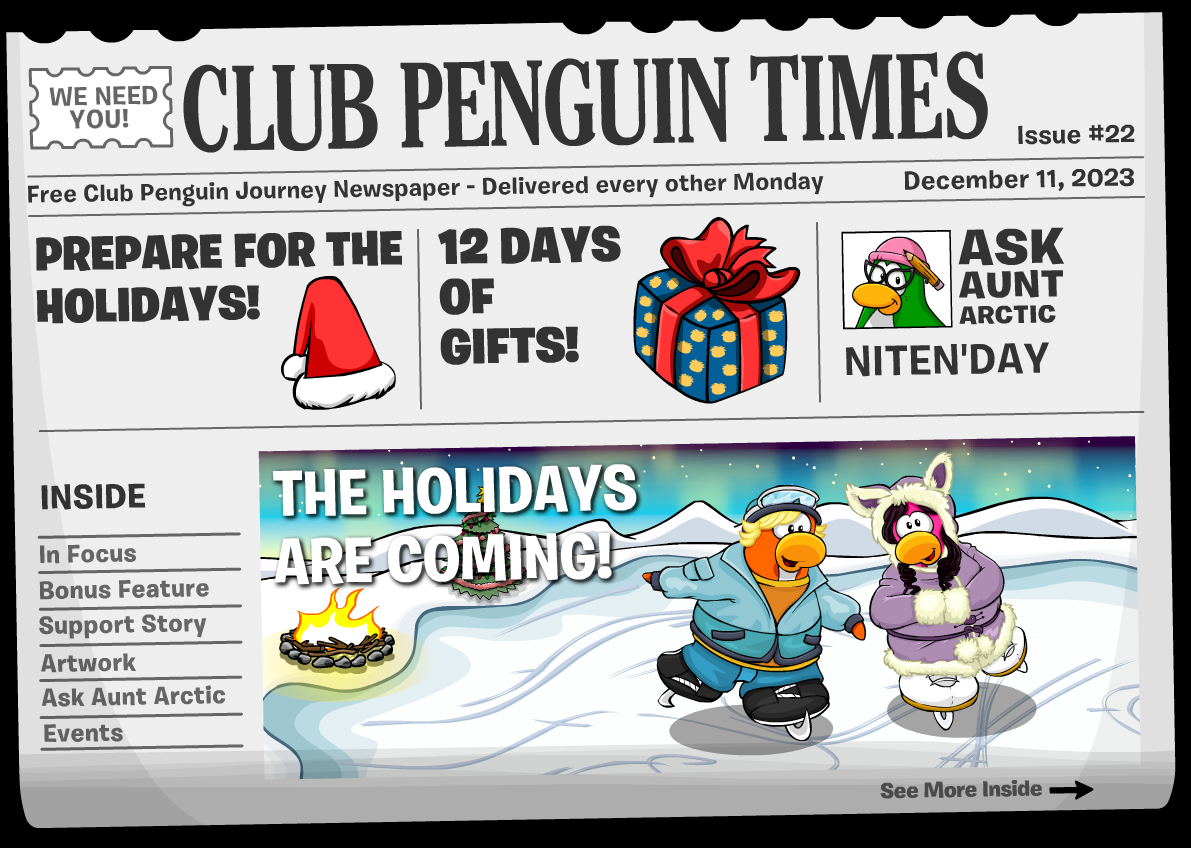 WE NEED
YOU!
CLUB PENGUIN TIMES
Issue #22
Free Club Penguin Journey Newspaper - Delivered every other Monday
December 11, 2023
PREPARE FOR THE
HOLIDAYS!
12 DAYS
OF
GIFTS!
ASK
AUNT
ARCTIC
NITEN'DAY
INSIDE
In Focus
Bonus Feature
Support Story
Artwork
Ask Aunt Arctic
Events
THE HOLIDAYS
ARE COMING!
See More Inside